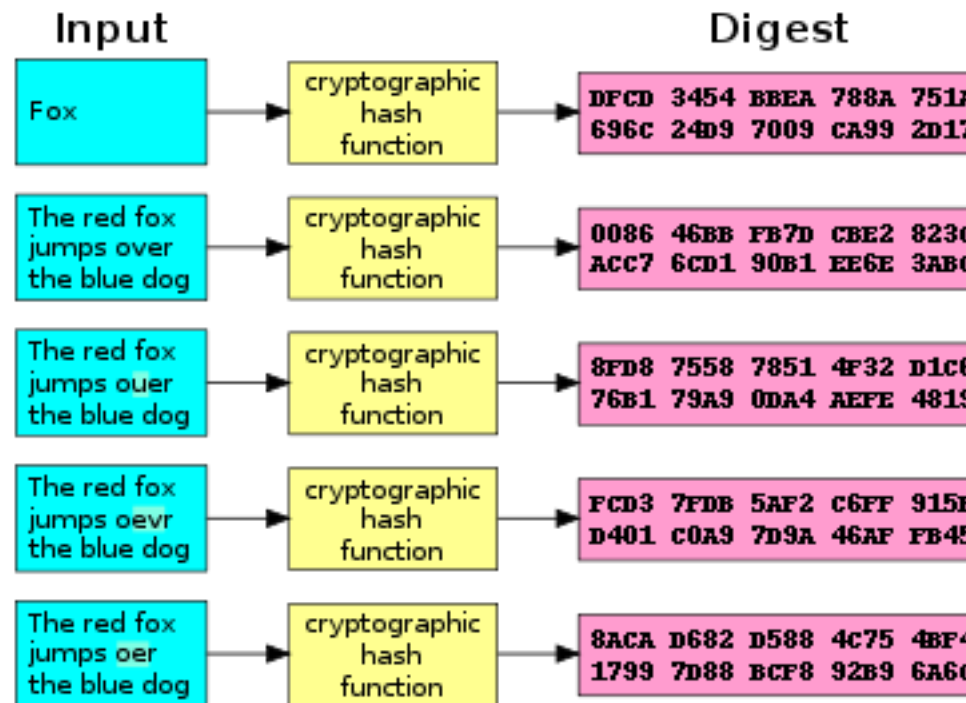 Input
Digest
Fox
cryptographic
hash
function
DFCD 3454 BBEA 788A
696C 24D9 7009 CA99
The red fox
jumps over
the blue dog
cryptographic
hash
function
0086 46BB FB7D CBE2
ACC7 6CD1 90B1 EE6E
The red fox
jumps ouer
the blue dog
cryptographic
hash
function
8FD8 7558 7851 4F32
76B1 79A9 0DA4 AEFE
The red fox
jumps oevr
the blue dog
cryptographic
hash
function
FCD3 7FDB 5AF2 C6FF
D401 C0A9 7D9A 46AF
The red fox
jumps oer
the blue dog
cryptographic
hash
function
8ACA D682 D588 4C75
1799 7D88 BCF8 92B9